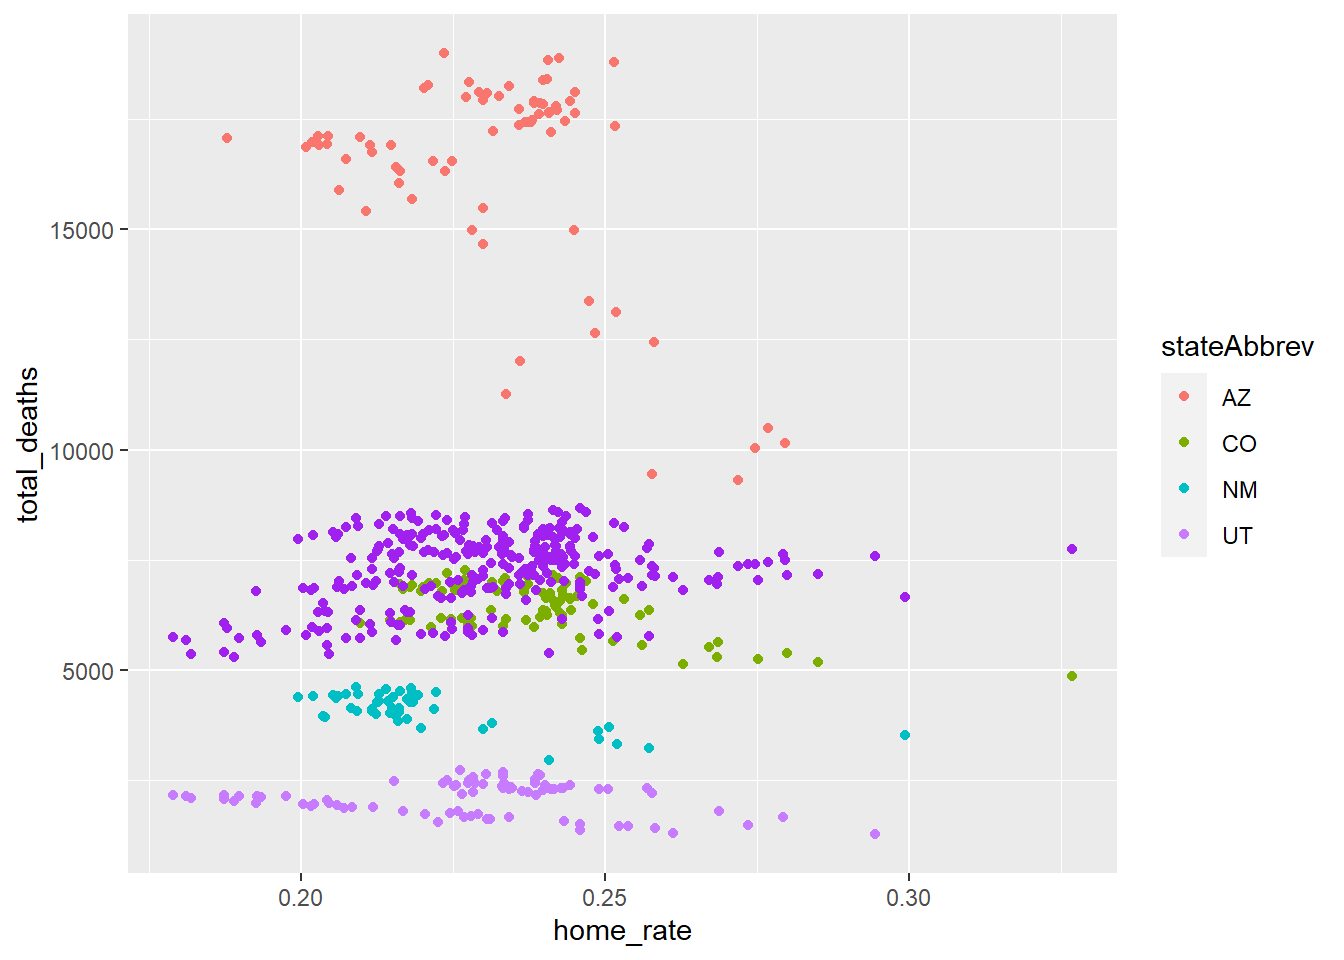 15000
10000
5000
total_deaths
0.20
0.25
0.30
home_rate
stateAbbrev
AZ
CO
NM
UT